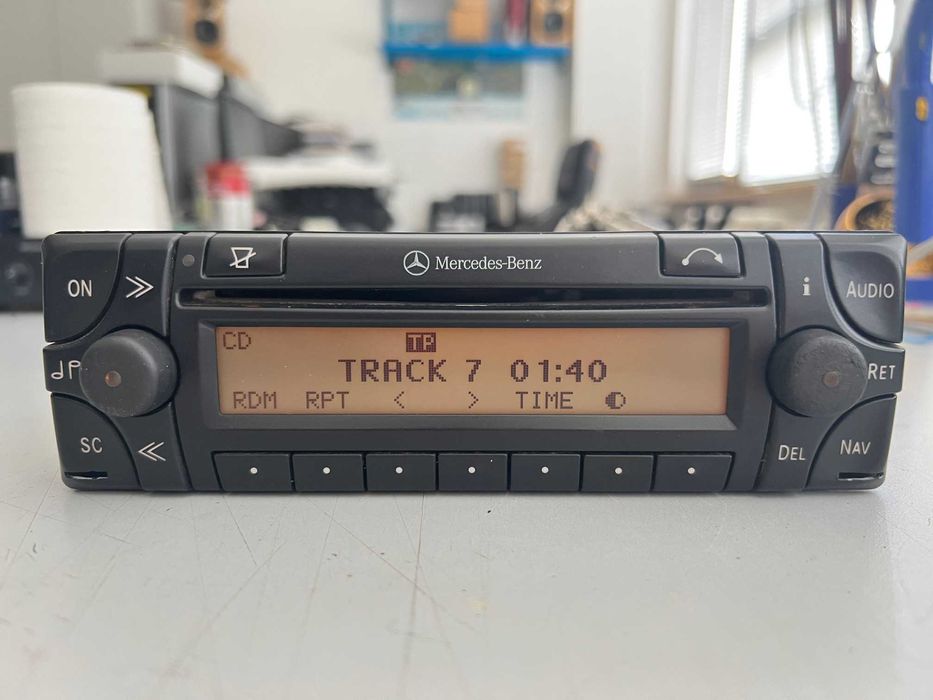 Mercedes-Benz
ON
i
AUDIO
CD TP
TRACK 7 01:40
RDM RPT < > TIME
RET
SC
DEL
NAV